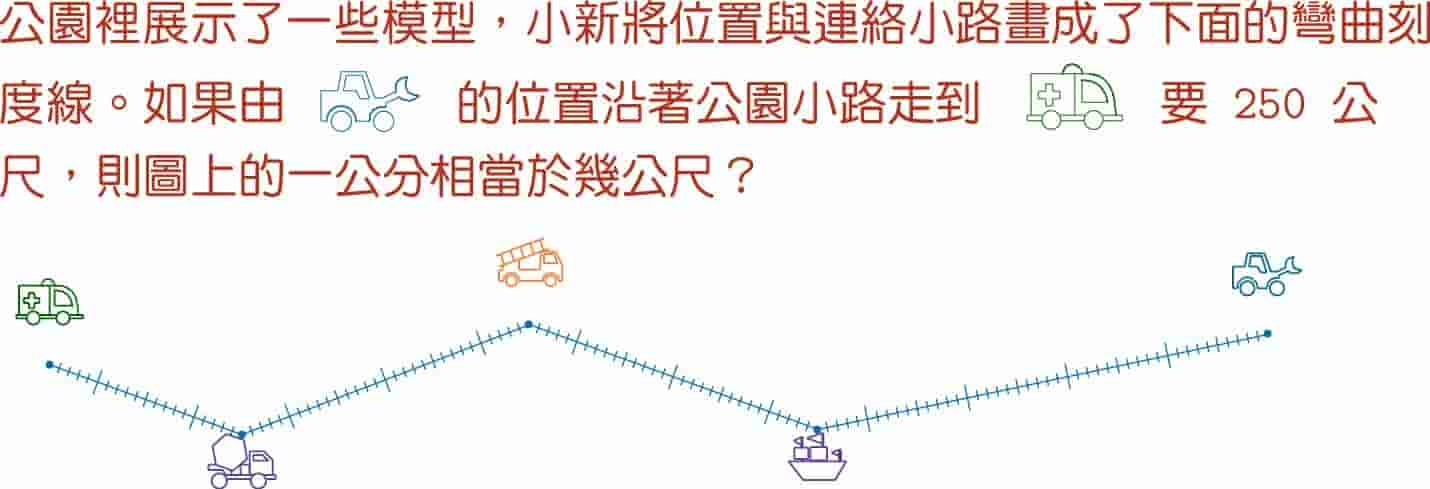 公園裡展示了一些模型，小新將位置與連絡小路畫成了下面的彎曲刻
度線。如果由 的位置沿著公園小路走到 要 250 公
尺，則圖上的一公分相當於幾公尺？